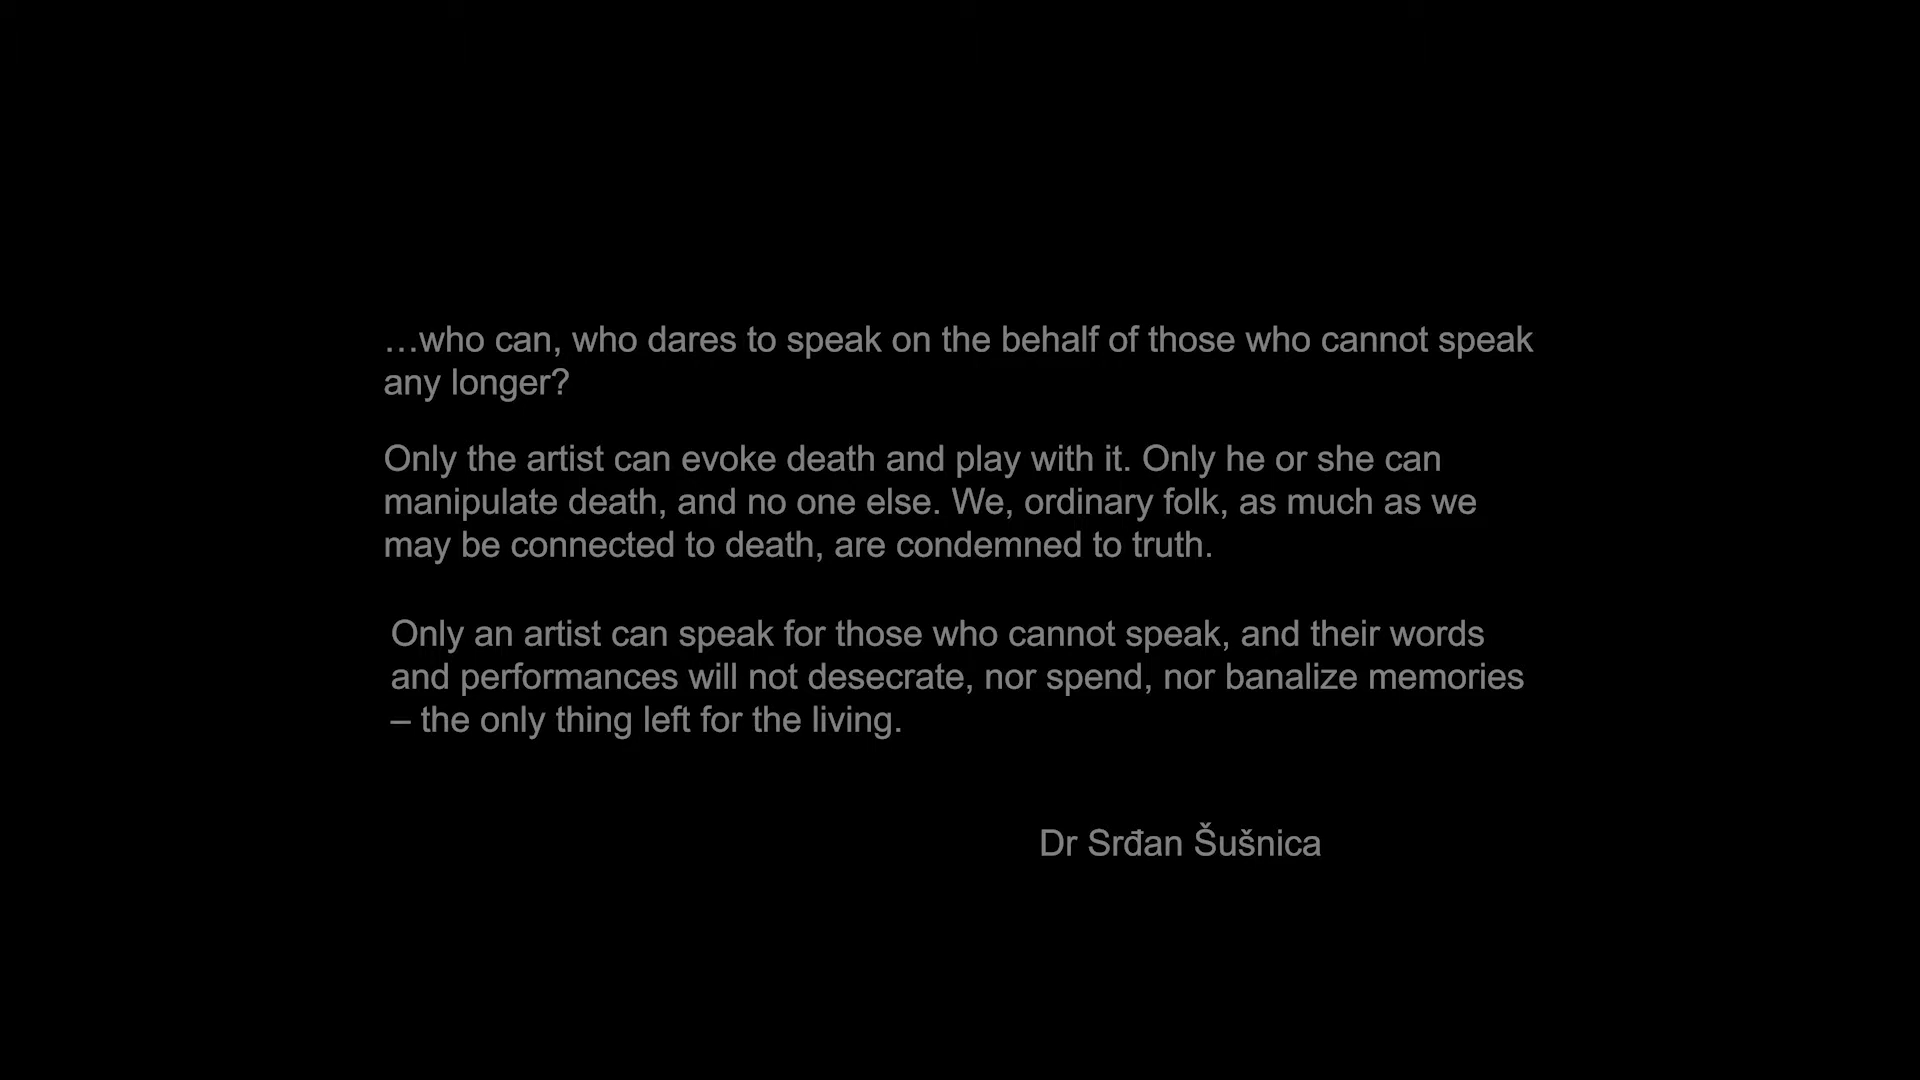 …who can, who dares to speak on the behalf of those who cannot speak
any longer?
Only the artist can evoke death and play with it. Only he or she can
manipulate death, and no one else. We, ordinary folk, as much as we
may be connected to death, are condemned to truth.
Only an artist can speak for those who cannot speak, and their words
and performances will not desecrate, nor spend, nor banalize memories
– the only thing left for the living.
Dr Srđan Šušnica